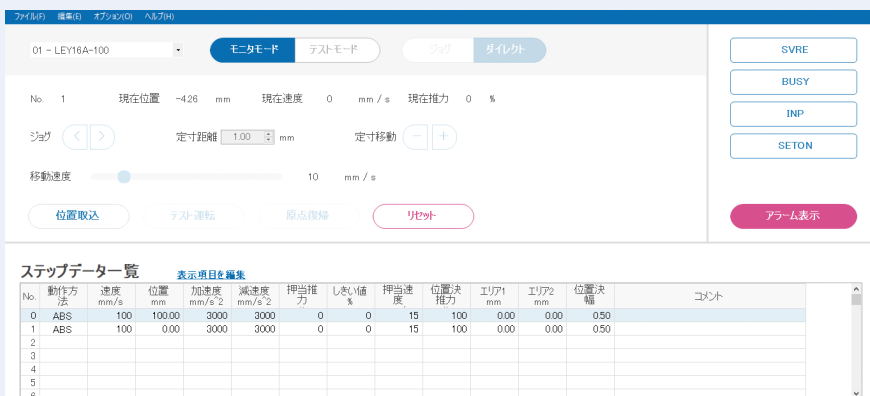 ファイル(F) 編集(E) オプション(O) ヘルプ(H)
01 - LEY16A-100 モニタモード テストモード ジョグ ダイレクト
SVRE
BUSY
INP
SETON
No. 1 現在位置 -4.26 mm 現在速度 0 mm / s 現在推力 0 %
ジョグ < > 定寸距離 1.00 mm 定寸移動 - +
移動速度 10 mm / s
位置取込 テスト運転 原点復帰 リセット アラーム表示
ステップデータ一覧 表示項目を編集
No. 動作方法 速度 mm/s 位置 mm 加速度 mm/s^2 減速度 mm/s^2 押当推力 しきい値 % 押当速度 位置決推力 エリア1 mm エリア2 mm 位置決幅 コメント
0 ABS 100 100.00 3000 3000 0 0 15 100 0.00 0.00 0.50
1 ABS 100 0.00 3000 3000 0 0 15 100 0.00 0.00 0.50
2
3
4
5
6